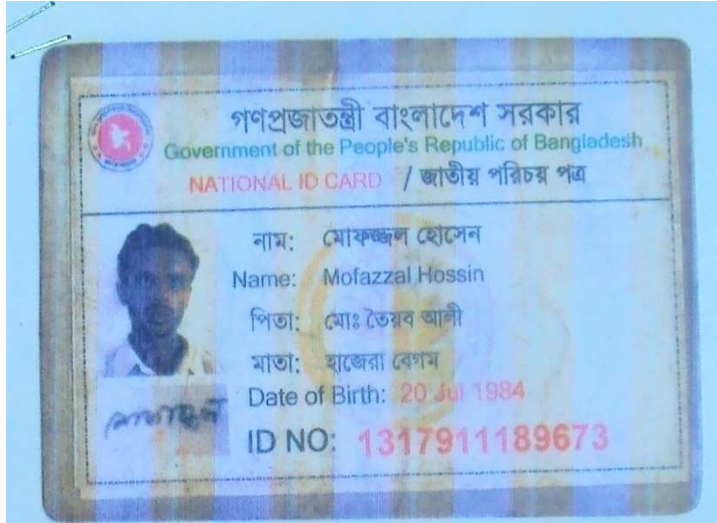 গণপ্রজাতন্ত্রী বাংলাদেশ সরকার
Government of the People's Republic of Bangladesh
NATIONAL ID CARD / জাতীয় পরিচয় পত্র
নাম: মোফাজ্জল হোসেন
Name: Mofazzal Hossin
পিতা: মোঃ তৈয়ব আলী
মাতা: হাজেরা বেগম
Date of Birth: 20 Jul 1984
ID NO: 1317911189673